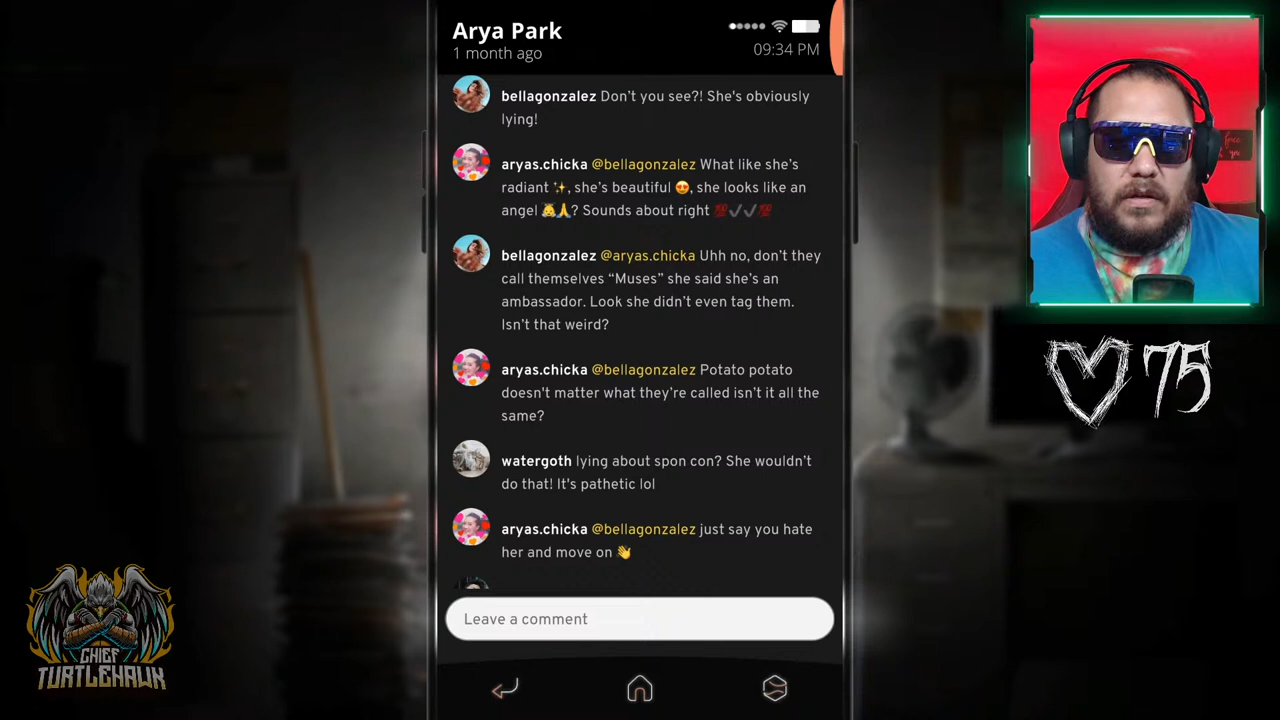 Arya Park
1 month ago
09:34 PM
bellagonzalez Don't you see?! She's obviously
lying!
aryas.chicka @bellagonzalez What like she's
radiant ✨, she's beautiful 😍, she looks like an
angel 👼🙏? Sounds about right 💯✓✓💯
bellagonzalez @aryas.chicka Uhh no, don't they
call themselves “Muses” she said she's an
ambassador. Look she didn't even tag them.
Isn't that weird?
aryas.chicka @bellagonzalez Potato potato
doesn't matter what they're called isn't it all the
same?
watergoth lying about spon con? She wouldn't
do that! It's pathetic lol
aryas.chicka @bellagonzalez just say you hate
her and move on 👋
Leave a comment
75
CHIEF
TURTLEHAWK